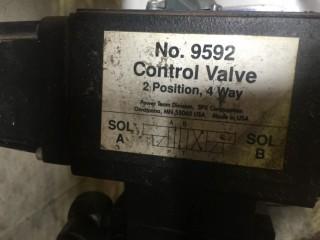 No. 9592
Control Valve
2 Position, 4 Way
Power Team Division, SPX Corporation
Owatonna, MN 55060 USA Made in USA
A B
SOL
A
SOL
B